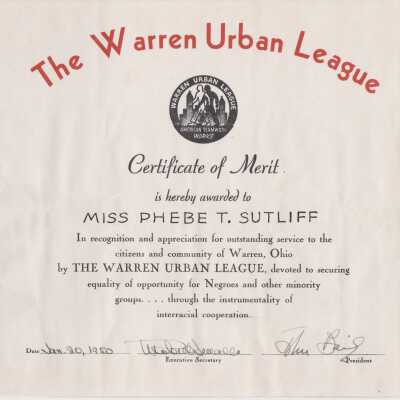 The Warren Urban League
WARREN URBAN LEAGUE
AMERICAN TEAMWORK
WORKS
Certificate of Merit
is hereby awarded to
MISS PHEBE T. SUTLIFF
In recognition and appreciation for outstanding service to the
citizens and community of Warren, Ohio
by THE WARREN URBAN LEAGUE, devoted to securing
equality of opportunity for Negroes and other minority
groups. . . . through the instrumentality of
interracial cooperation.
Date Jan. 20, 1950
Executive Secretary
President